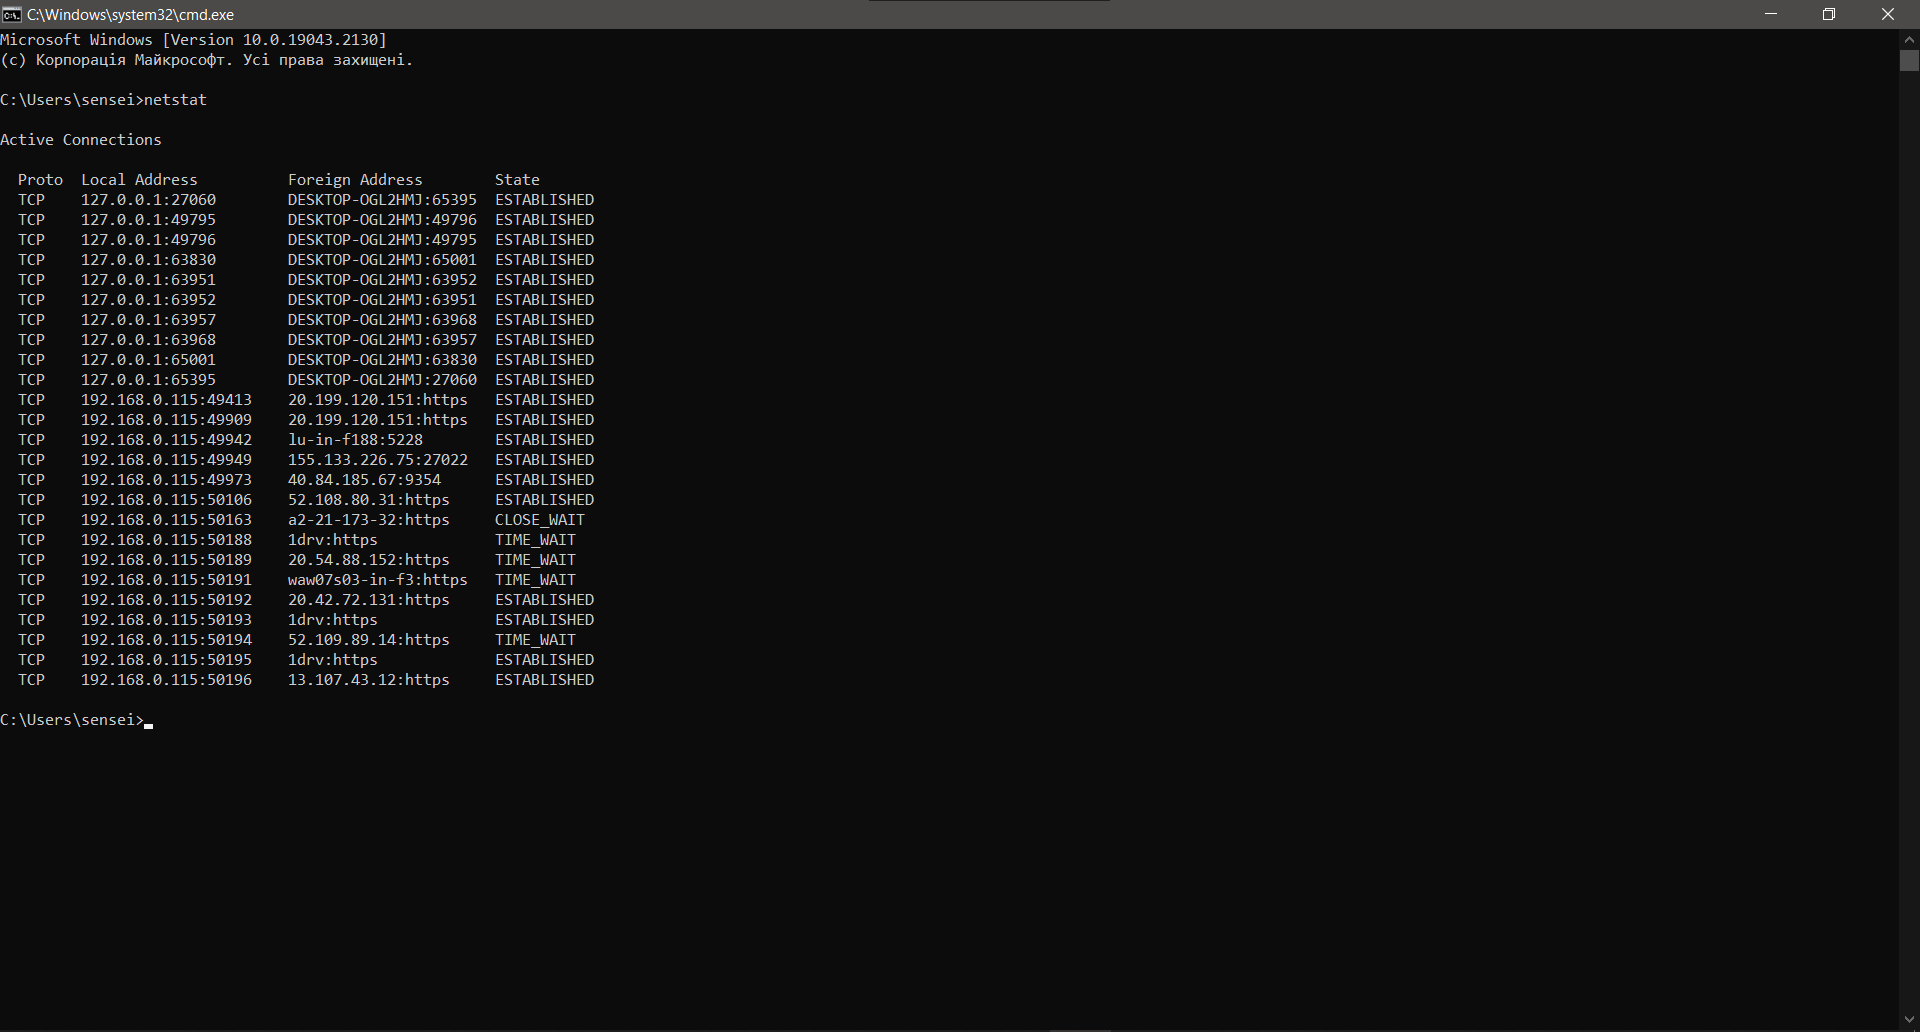 C:\Windows\system32\cmd.exe
Microsoft Windows [Version 10.0.19043.2130]
(c) Корпорація Майкрософт. Усі права захищені.
C:\Users\sensei>netstat
Active Connections
Proto  Local Address          Foreign Address        State
TCP    127.0.0.1:27060        DESKTOP-OGL2HMJ:65395  ESTABLISHED
TCP    127.0.0.1:49795        DESKTOP-OGL2HMJ:49796  ESTABLISHED
TCP    127.0.0.1:49796        DESKTOP-OGL2HMJ:49795  ESTABLISHED
TCP    127.0.0.1:63830        DESKTOP-OGL2HMJ:65001  ESTABLISHED
TCP    127.0.0.1:63951        DESKTOP-OGL2HMJ:63952  ESTABLISHED
TCP    127.0.0.1:63952        DESKTOP-OGL2HMJ:63951  ESTABLISHED
TCP    127.0.0.1:63957        DESKTOP-OGL2HMJ:63968  ESTABLISHED
TCP    127.0.0.1:63968        DESKTOP-OGL2HMJ:63957  ESTABLISHED
TCP    127.0.0.1:65001        DESKTOP-OGL2HMJ:63830  ESTABLISHED
TCP    127.0.0.1:65395        DESKTOP-OGL2HMJ:27060  ESTABLISHED
TCP    192.168.0.115:49413    20.199.120.151:https   ESTABLISHED
TCP    192.168.0.115:49909    20.199.120.151:https   ESTABLISHED
TCP    192.168.0.115:49942    lu-in-f188:5228        ESTABLISHED
TCP    192.168.0.115:49949    155.133.226.75:27022   ESTABLISHED
TCP    192.168.0.115:49973    40.84.185.67:9354      ESTABLISHED
TCP    192.168.0.115:50106    52.108.80.31:https     ESTABLISHED
TCP    192.168.0.115:50163    a2-21-173-32:https     CLOSE_WAIT
TCP    192.168.0.115:50188    1drv:https             TIME_WAIT
TCP    192.168.0.115:50189    20.54.88.152:https     TIME_WAIT
TCP    192.168.0.115:50191    waw07s03-in-f3:https   TIME_WAIT
TCP    192.168.0.115:50192    20.42.72.131:https     ESTABLISHED
TCP    192.168.0.115:50193    1drv:https             ESTABLISHED
TCP    192.168.0.115:50194    52.109.89.14:https     TIME_WAIT
TCP    192.168.0.115:50195    1drv:https             ESTABLISHED
TCP    192.168.0.115:50196    13.107.43.12:https     ESTABLISHED
C:\Users\sensei>